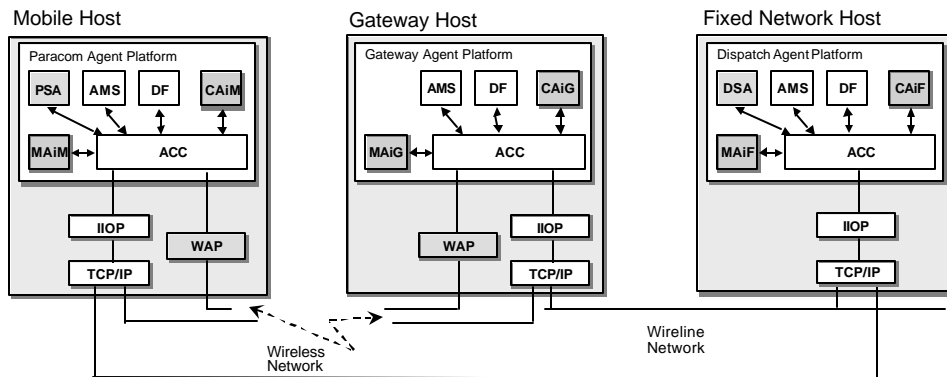 Mobile Host
Gateway Host
Fixed Network Host
Paracom Agent Platform
PSA
AMS
DF
CAiM
MAiM
ACC
IIOP
WAP
TCP/IP
Gateway Agent Platform
AMS
DF
CAiG
MAiG
ACC
WAP
IIOP
TCP/IP
Dispatch Agent Platform
DSA
AMS
DF
CAiF
MAiF
ACC
IIOP
TCP/IP
Wireless
Network
Wireline
Network